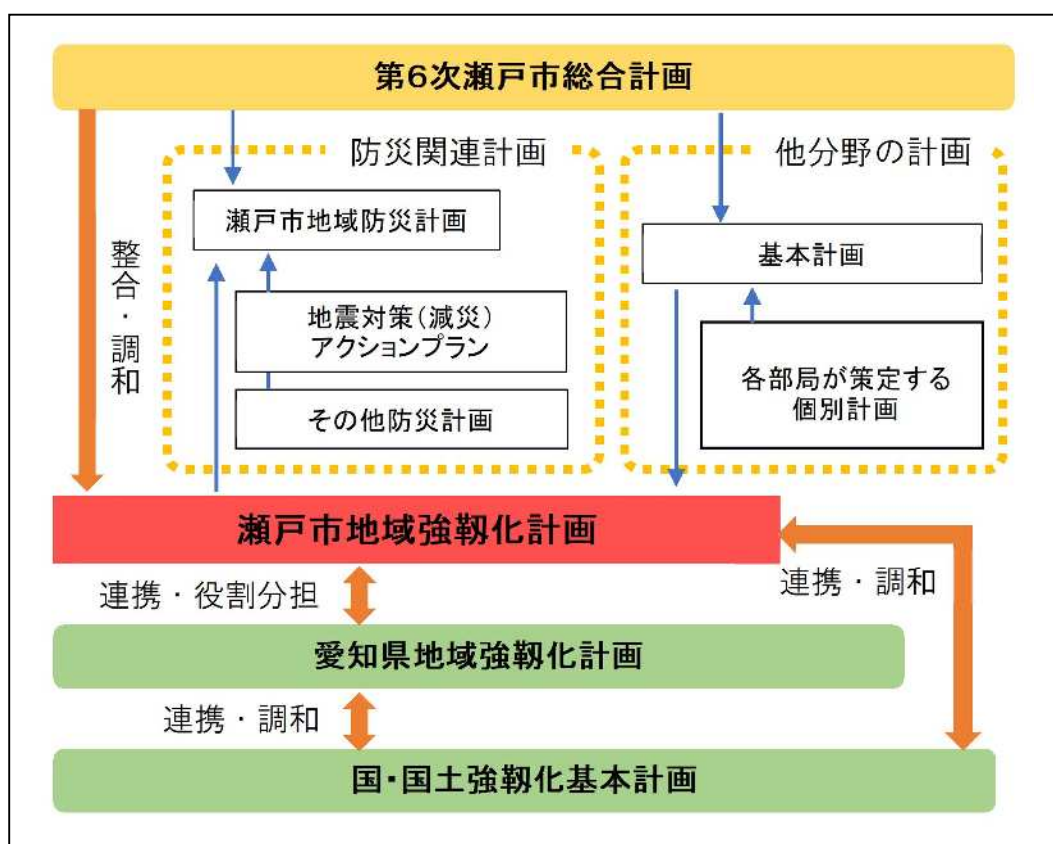 第6次瀬戸市総合計画
防災関連計画
他分野の計画
瀬戸市地域防災計画
基本計画
整合・調和
地震対策(減災)
アクションプラン
各部局が策定する
個別計画
その他防災計画
瀬戸市地域強靱化計画
連携・役割分担
連携・調和
愛知県地域強靱化計画
連携・調和
国・国土強靱化基本計画